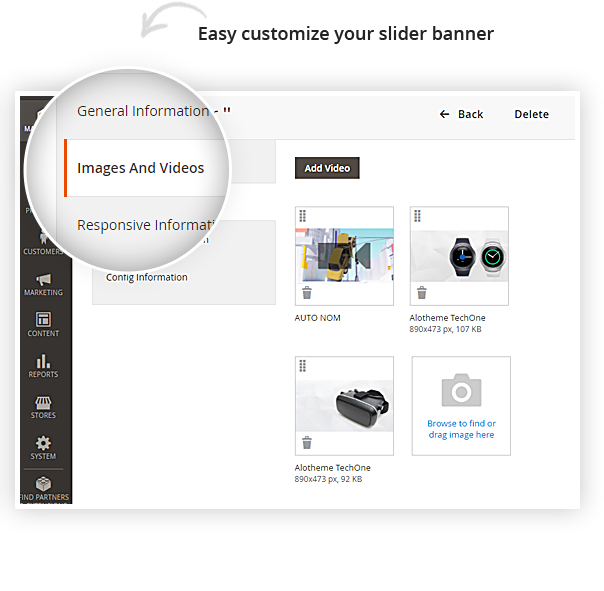 Easy customize your slider banner
General Information - "
Back
Delete
Images And Videos
Add Video
Responsive Informati
CUSTOMERS
Config Information
MARKETING
AUTO NOM
Alotheme TechOne
890x473 px, 107 KB
CONTENT
REPORTS
STORES
Browse to find or
drag image here
SYSTEM
Alotheme TechOne
890x473 px, 92 KB
FIND PARTNERS